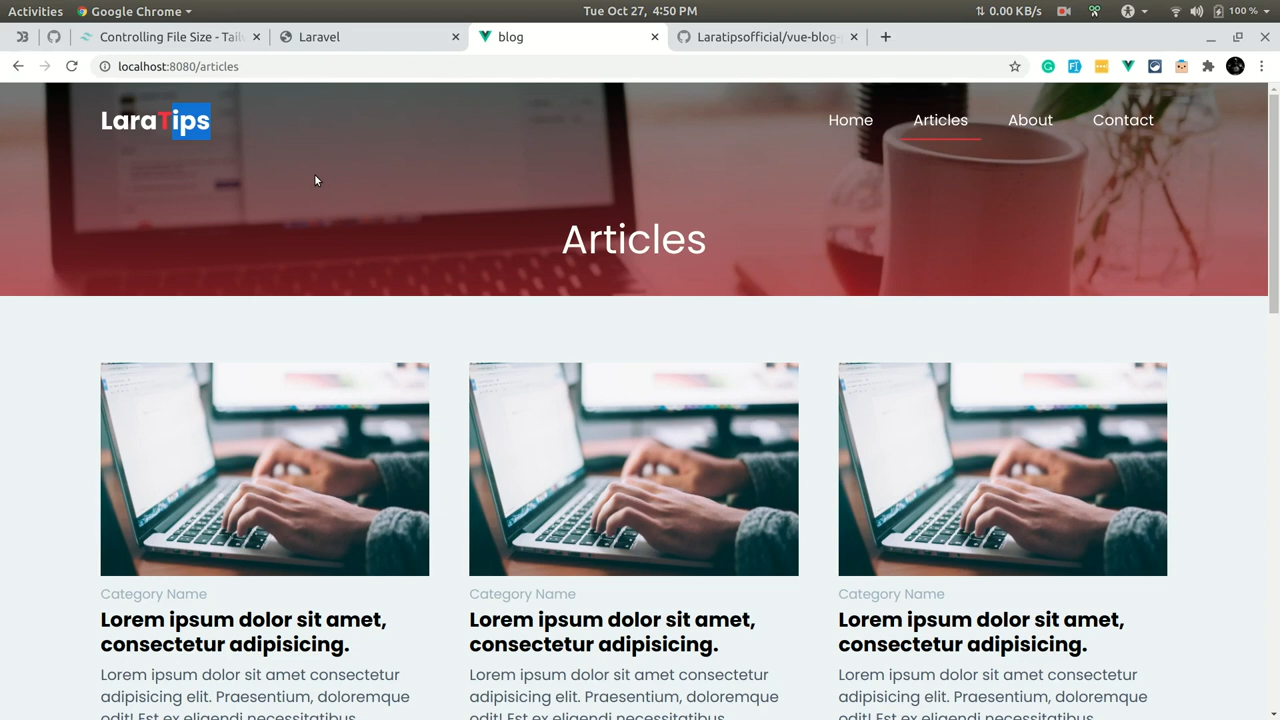 Activities
Google Chrome
Tue Oct 27, 4:50 PM
0.00 KB/s
100 %
Controlling File Size - Tail
Laravel
blog
Laratipsofficial/vue-blog-
localhost:8080/articles
LaraTips
Home
Articles
About
Contact
Articles
Category Name
Lorem ipsum dolor sit amet,
consectetur adipisicing.
Lorem ipsum dolor sit amet consectetur
adipisicing elit. Praesentium, doloremque
odit! Est ex eligendi necessitatibus
Category Name
Lorem ipsum dolor sit amet,
consectetur adipisicing.
Lorem ipsum dolor sit amet consectetur
adipisicing elit. Praesentium, doloremque
odit! Est ex eligendi necessitatibus
Category Name
Lorem ipsum dolor sit amet,
consectetur adipisicing.
Lorem ipsum dolor sit amet consectetur
adipisicing elit. Praesentium, doloremque
odit! Est ex eligendi necessitatibus